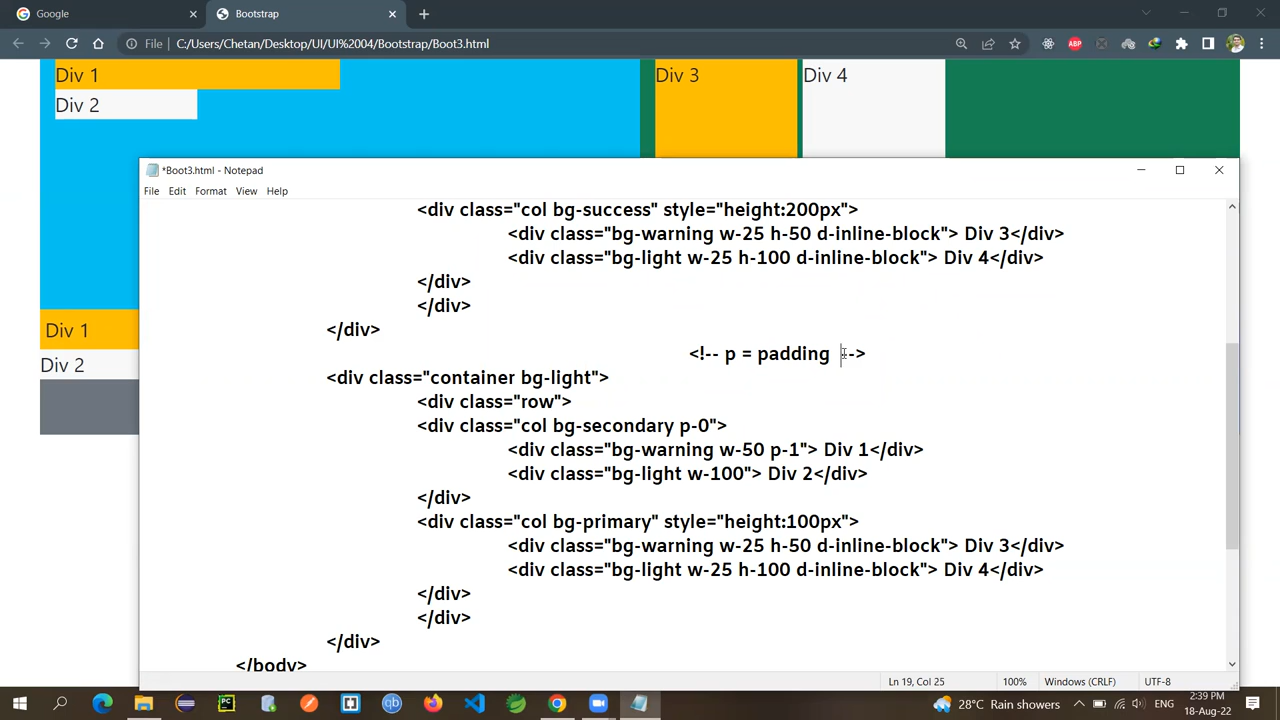 Google
Bootstrap
File C:/Users/Chetan/Desktop/UI/UI%2004/Bootstrap/Boot3.html
ABP
Div 1
Div 2
Div 3
Div 4
Div 1
Div 2
*Boot3.html - Notepad
File Edit Format View Help
<div class="col bg-success" style="height:200px">
<div class="bg-warning w-25 h-50 d-inline-block"> Div 3</div>
<div class="bg-light w-25 h-100 d-inline-block"> Div 4</div>
</div>
</div>
</div>
<!-- p = padding -->
<div class="container bg-light">
<div class="row">
<div class="col bg-secondary p-0">
<div class="bg-warning w-50 p-1"> Div 1</div>
<div class="bg-light w-100"> Div 2</div>
</div>
<div class="col bg-primary" style="height:100px">
<div class="bg-warning w-25 h-50 d-inline-block"> Div 3</div>
<div class="bg-light w-25 h-100 d-inline-block"> Div 4</div>
</div>
</div>
</div>
</body>
Ln 19, Col 25 100% Windows (CRLF) UTF-8
PC
qb
28°C Rain showers
ENG
2:39 PM
18-Aug-22